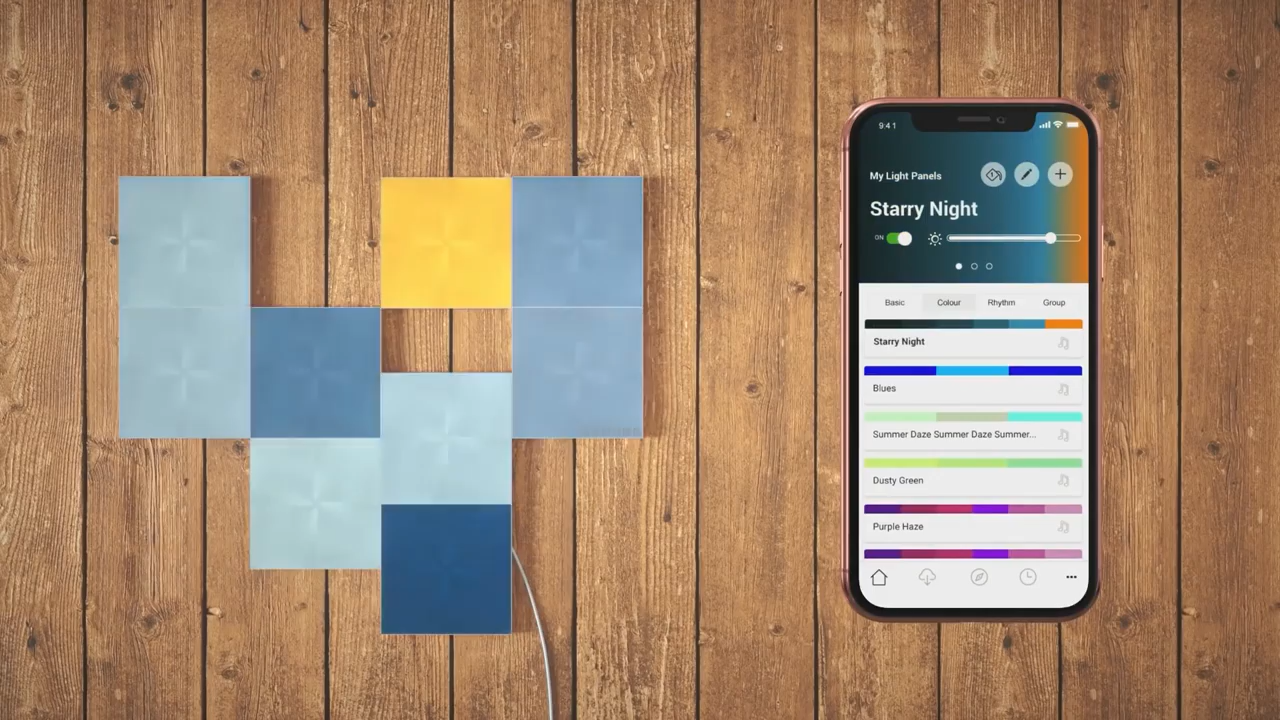 9:41
My Light Panels
Starry Night
ON
Basic Colour Rhythm Group
Starry Night
Blues
Summer Daze Summer Daze Summer...
Dusty Green
Purple Haze